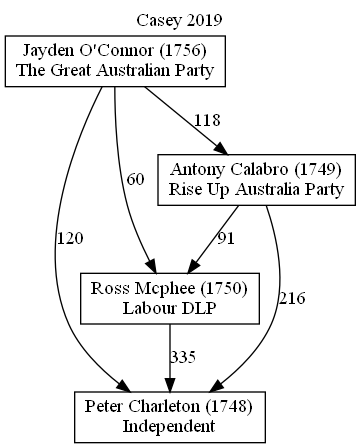 Casey 2019
Jayden O'Connor (1756)
The Great Australian Party
118
Antony Calabro (1749)
Rise Up Australia Party
60
120
91
Ross Mcphee (1750)
Labour DLP
216
335
Peter Charleton (1748)
Independent